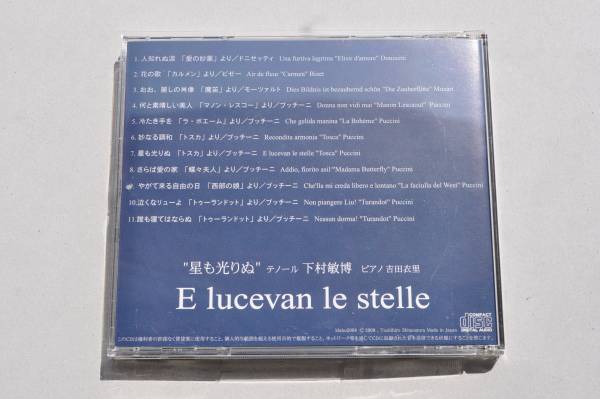 1. 人知れぬ涙 「愛の妙薬」より／ドニゼッティ Una furtiva lagrima "Elisir d'amore" Donizetti
2. 花の歌 「カルメン」より／ビゼー Air de fleur "Carmen" Bizet
3. おお、麗しの肖像 「魔笛」より／モーツァルト Dies Bildnis ist bezaubernd schön "Die Zauberflöte" Mozart
4. 何と素晴しい美人 「マノン・レスコー」より／プッチーニ Donna non vidi mai "Manon Lescaout" Puccini
5. 冷たき手を 「ラ・ボエーム」より／プッチーニ Che gelida manina "La Bohème" Puccini
6. 妙なる調和 「トスカ」より／プッチーニ Recondita armonia "Tosca" Puccini
7. 星も光りぬ 「トスカ」より／プッチーニ E lucevan le stelle "Tosca" Puccini
8. さらば愛の家 「蝶々夫人」より／プッチーニ Addio, fiorito asil "Madama Butterfly" Puccini
やがて来る自由の日 「西部の娘」より／プッチーニ Ch'ella mi creda libero e lontano "La faciulla del West" Puccini
10. 泣くなリューよ 「トゥーランドット」より／プッチーニ Non piangere Liu! "Turandot" Puccini
11. 誰も寝てはならぬ 「トゥーランドット」より／プッチーニ Nessun dorma! "Turandot" Puccini
"星も光りぬ" テノール 下村敏博 ピアノ 吉田衣里
E lucevan le stelle
COMPACT
disc
DIGITAL AUDIO
Made in Japan